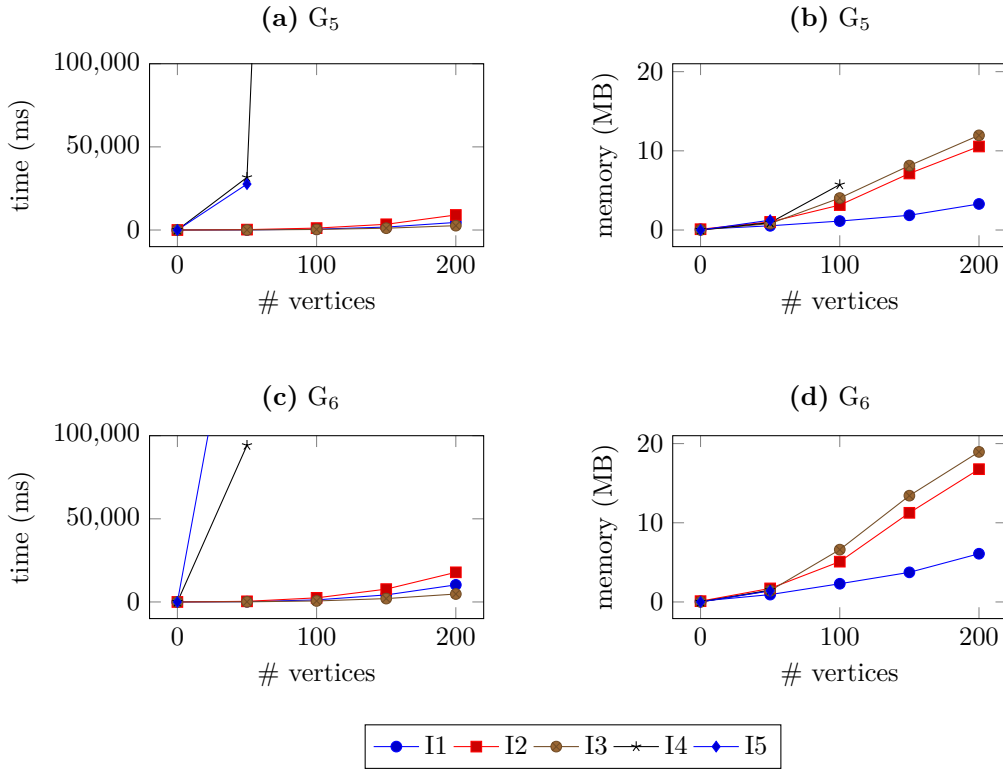 (a) G5
100,000
50,000
0
time (ms)
0 100 200
# vertices
(b) G5
20
10
0
memory (MB)
0 100 200
# vertices
(c) G6
100,000
50,000
0
time (ms)
0 100 200
# vertices
(d) G6
20
10
0
memory (MB)
0 100 200
# vertices
I1 I2 I3 I4 I5